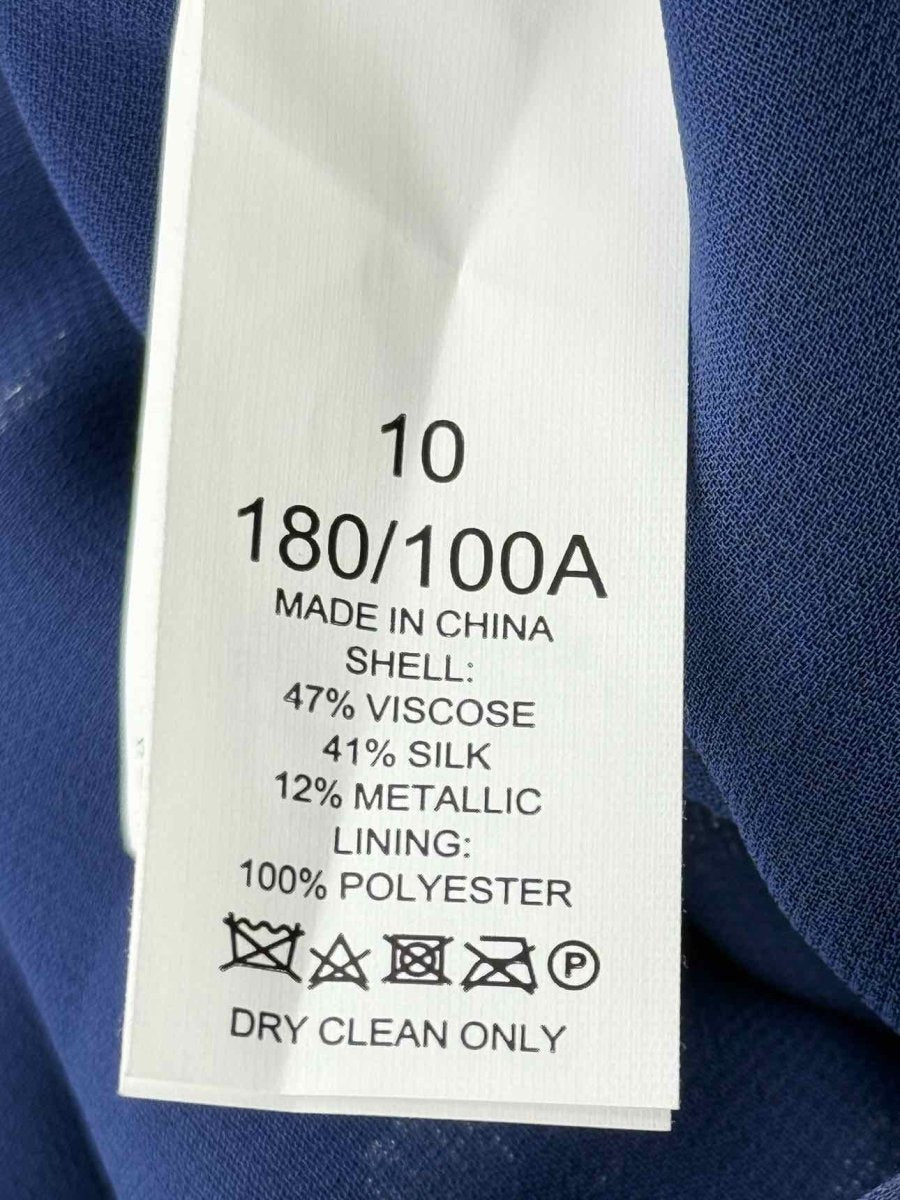 10
180/100A
MADE IN CHINA
SHELL:
47% VISCOSE
41% SILK
12% METALLIC
LINING:
100% POLYESTER
P
DRY CLEAN ONLY